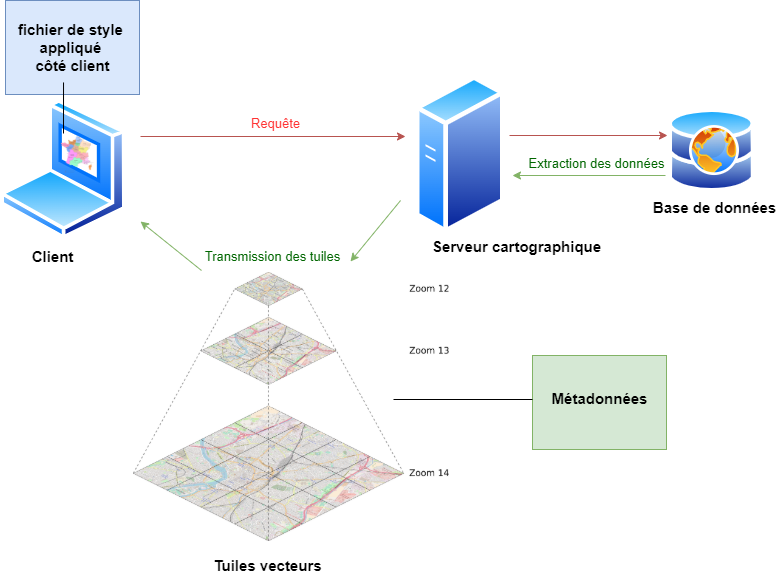 fichier de style
appliqué
côté client
Requête
Extraction des données
Base de données
Client
Serveur cartographique
Transmission des tuiles
Zoom 12
Zoom 13
Métadonnées
Zoom 14
Tuiles vecteurs